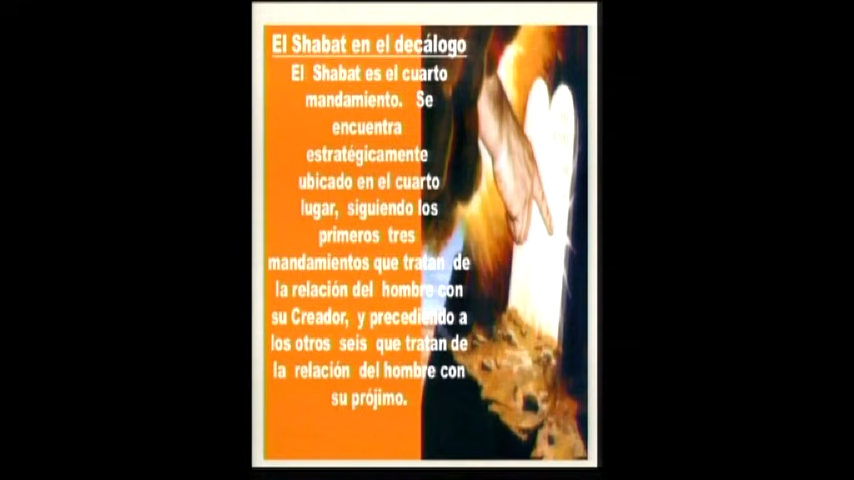 El Shabat en el decálogo
El Shabat es el cuarto
mandamiento. Se
encuentra
estratégicamente
ubicado en el cuarto
lugar, siguiendo los
primeros tres
mandamientos que tratan de
la relación del hombre con
su Creador, y precediendo a
los otros seis que tratan de
la relación del hombre con
su prójimo.